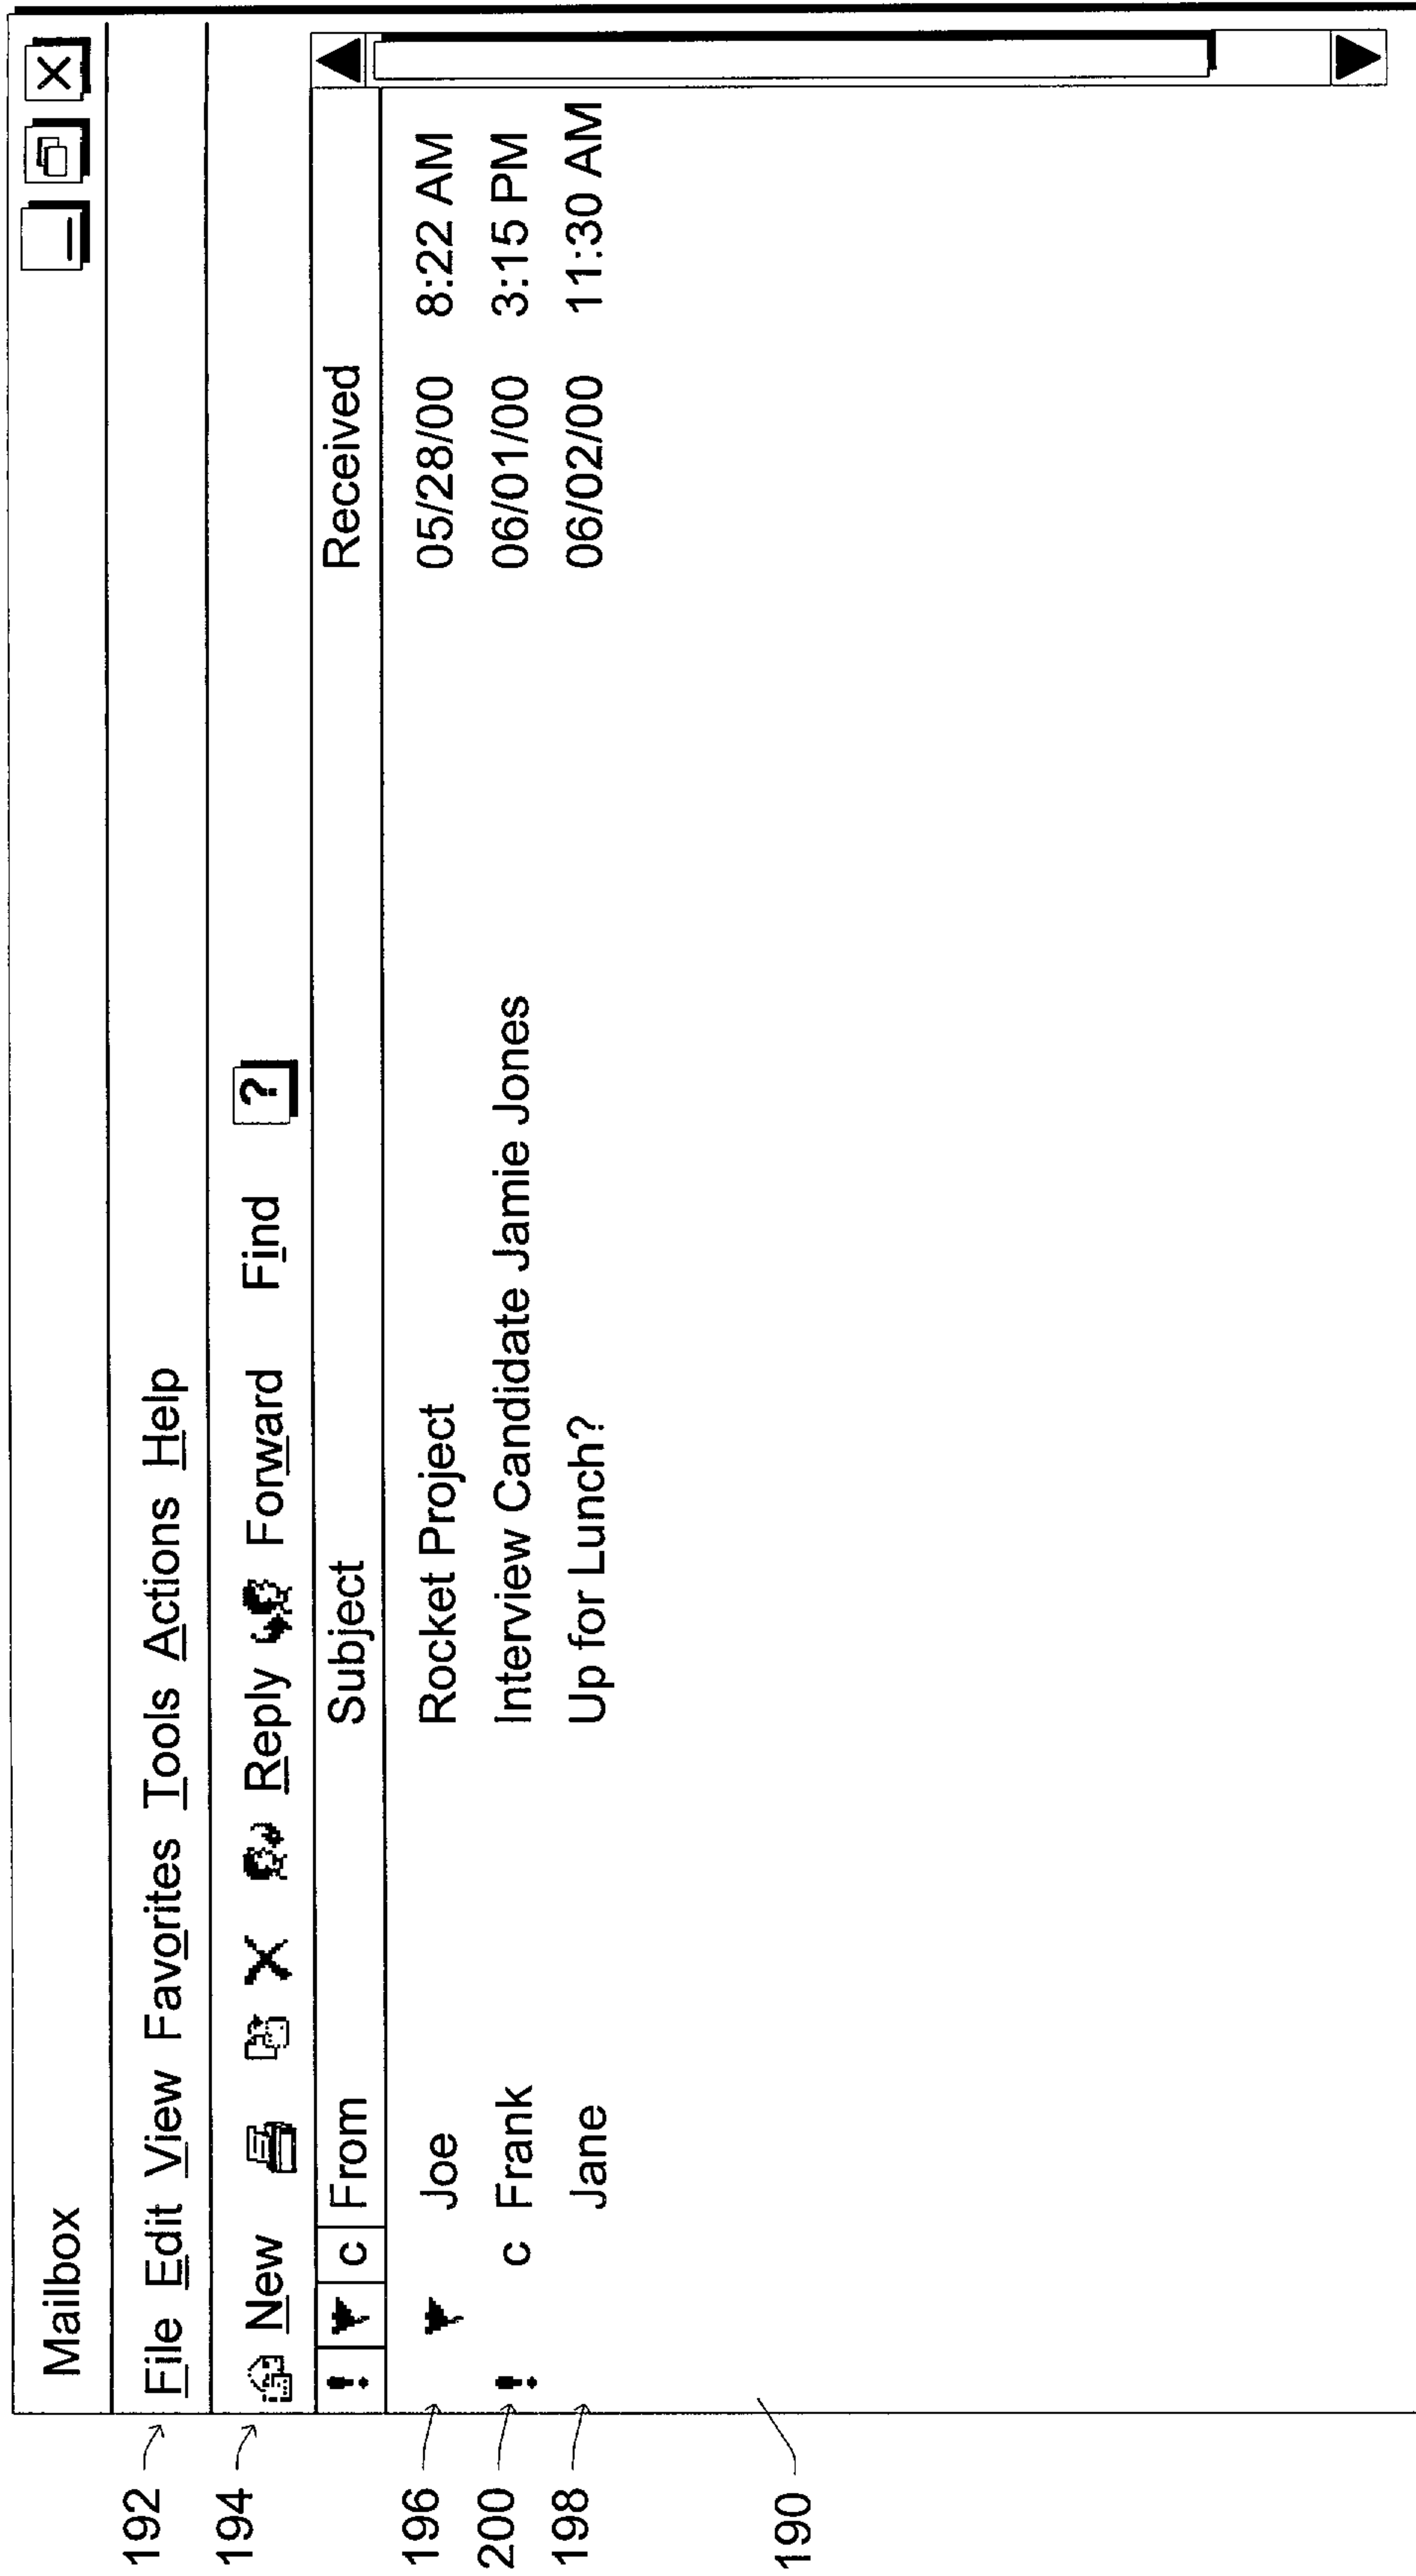 Mailbox
192 File Edit View Favorites Tools Actions Help
194 New Reply Forward Find ?
! c From Subject Received
196 Joe Rocket Project 05/28/00 8:22 AM
200 ! c Frank Interview Candidate Jamie Jones 06/01/00 3:15 PM
198 Jane Up for Lunch? 06/02/00 11:30 AM
190